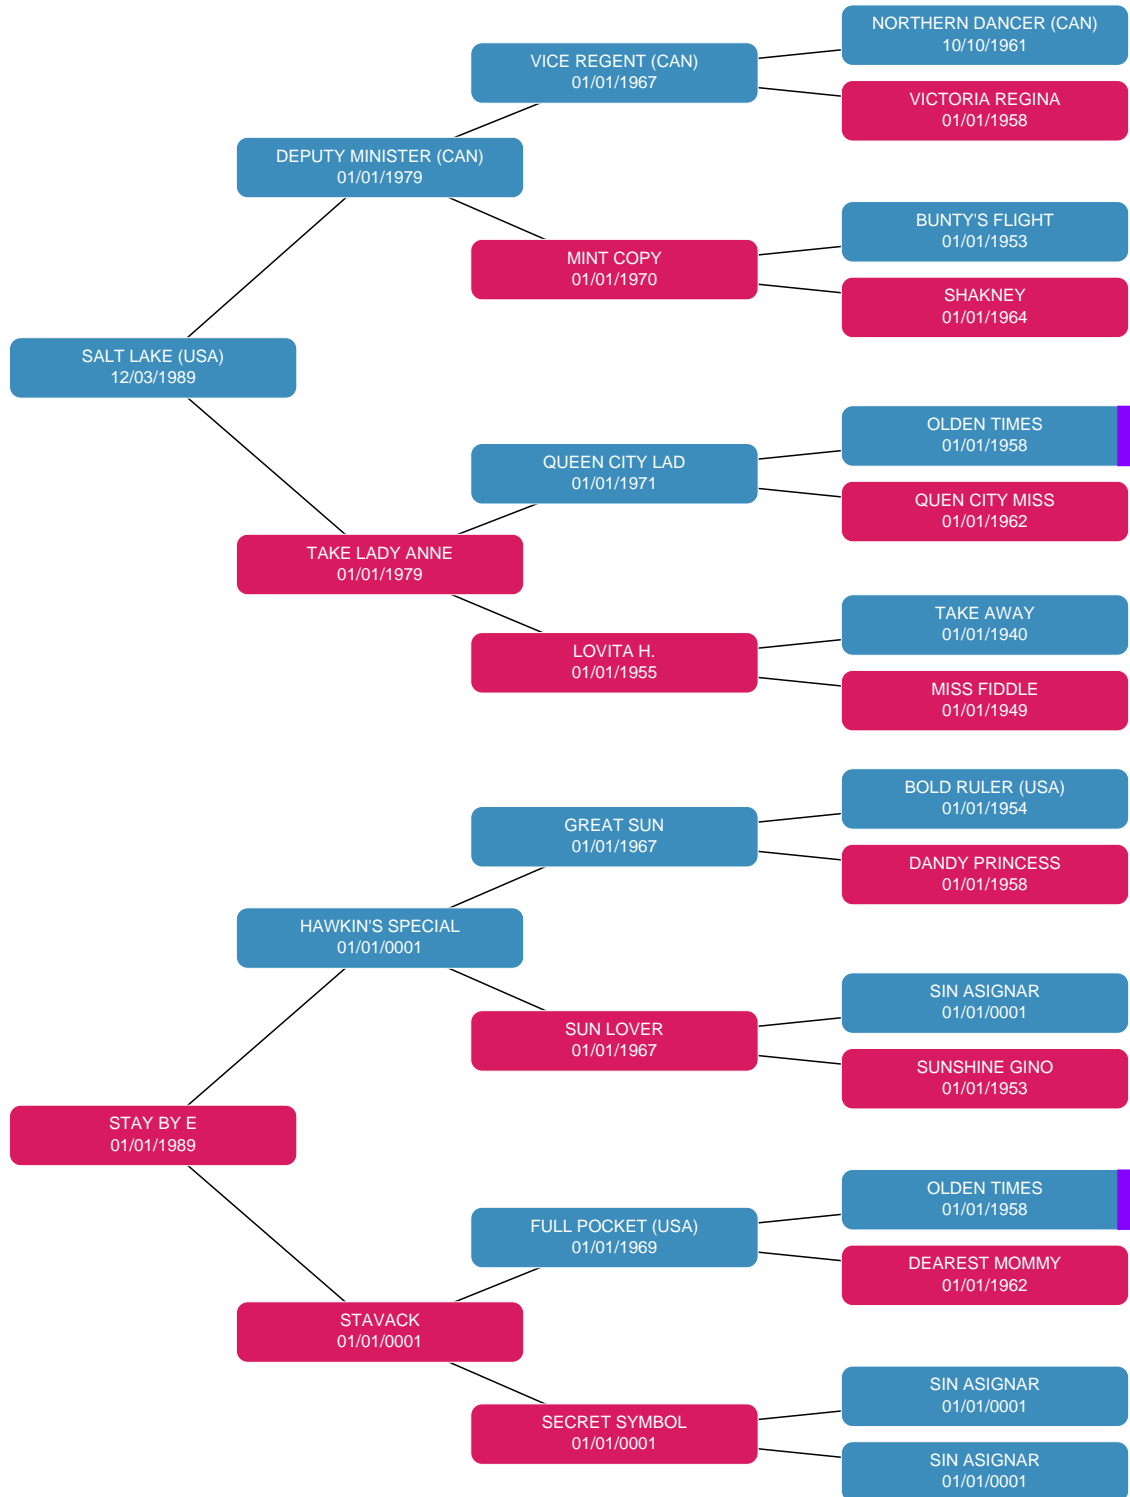 NORTHERN DANCER (CAN)
10/10/1961
VICE REGENT (CAN)
01/01/1967
VICTORIA REGINA
01/01/1958
DEPUTY MINISTER (CAN)
01/01/1979
BUNTY'S FLIGHT
01/01/1953
MINT COPY
01/01/1970
SHAKNEY
01/01/1964
SALT LAKE (USA)
12/03/1989
OLDEN TIMES
01/01/1958
QUEEN CITY LAD
01/01/1971
QUEN CITY MISS
01/01/1962
TAKE LADY ANNE
01/01/1979
TAKE AWAY
01/01/1940
LOVITA H.
01/01/1955
MISS FIDDLE
01/01/1949
BOLD RULER (USA)
01/01/1954
GREAT SUN
01/01/1967
DANDY PRINCESS
01/01/1958
HAWKIN'S SPECIAL
01/01/0001
SIN ASIGNAR
01/01/0001
SUN LOVER
01/01/1967
SUNSHINE GINO
01/01/1953
STAY BY E
01/01/1989
OLDEN TIMES
01/01/1958
FULL POCKET (USA)
01/01/1969
DEAREST MOMMY
01/01/1962
STAVACK
01/01/0001
SIN ASIGNAR
01/01/0001
SECRET SYMBOL
01/01/0001
SIN ASIGNAR
01/01/0001